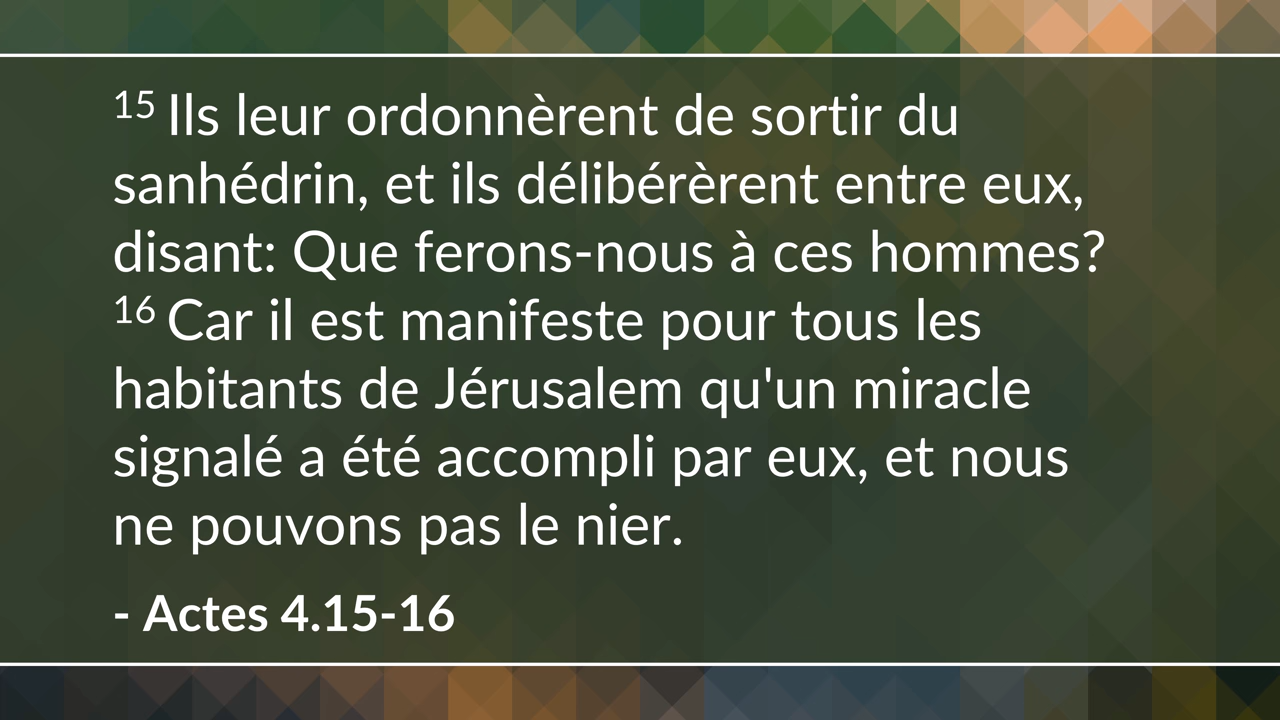 15 Ils leur ordonnèrent de sortir du
sanhédrin, et ils délibérèrent entre eux,
disant: Que ferons-nous à ces hommes?
16 Car il est manifeste pour tous les
habitants de Jérusalem qu'un miracle
signalé a été accompli par eux, et nous
ne pouvons pas le nier.
- Actes 4.15-16